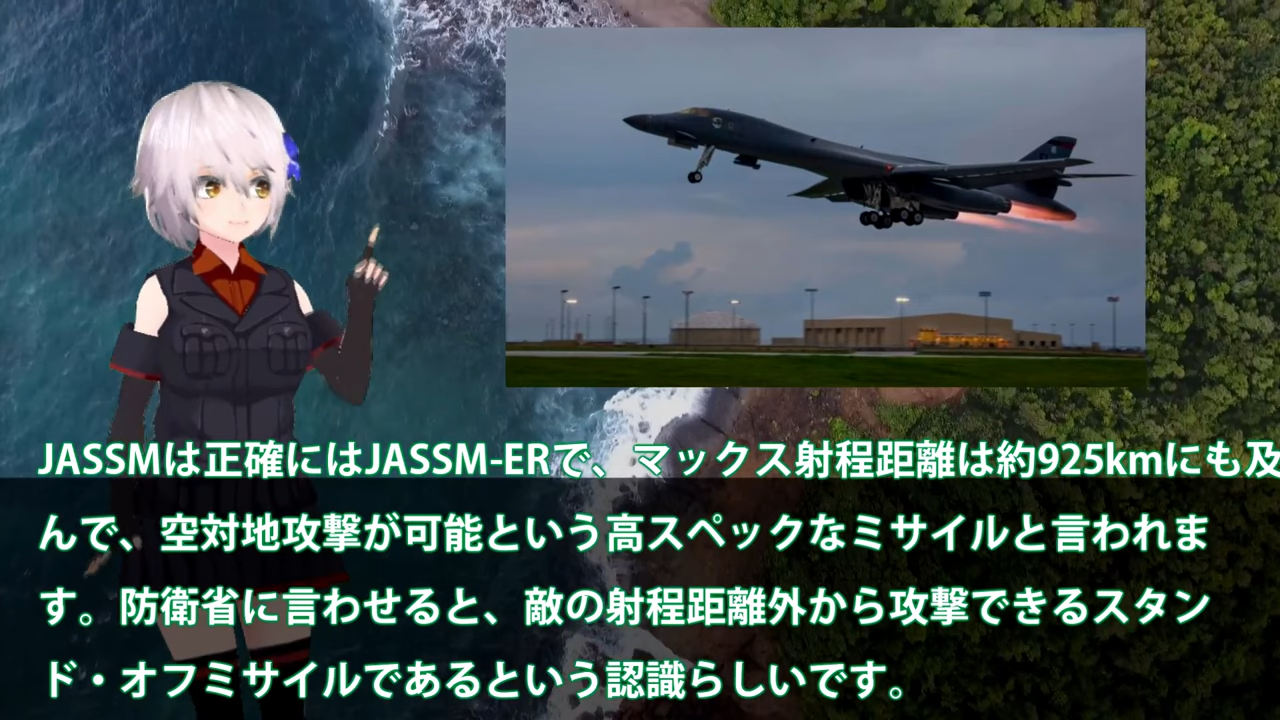 JASSMは正確にはJASSM-ERで、マックス射程距離は約925kmにも及
んで、空対地攻撃が可能という高スペックなミサイルと言われま
す。防衛省に言わせると、敵の射程距離外から攻撃できるスタン
ド・オフミサイルであるという認識らしいです。